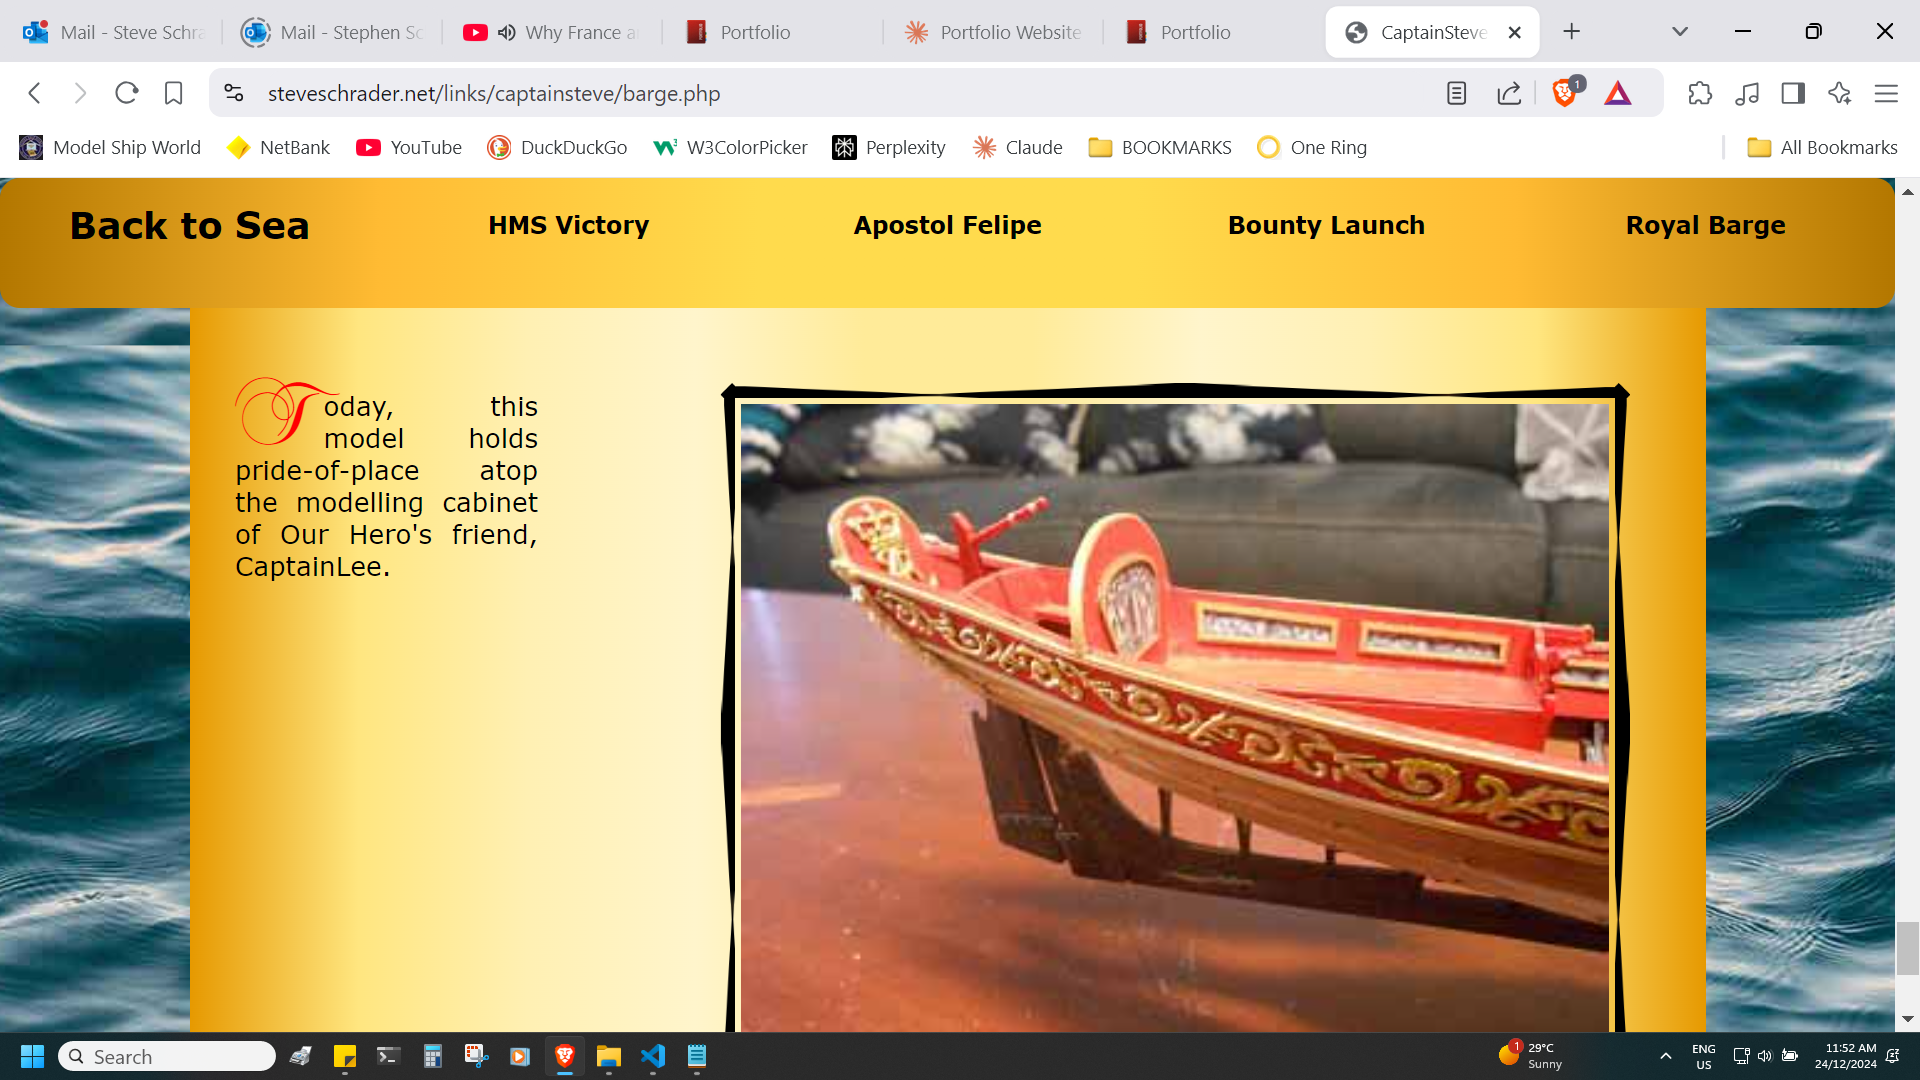 Mail - Steve Schra
Mail - Stephen Sc
Why France a
Portfolio
Portfolio Website
Portfolio
CaptainSteve
steveschrader.net/links/captainsteve/barge.php
1
Model Ship World
NetBank
YouTube
DuckDuckGo
W3ColorPicker
Perplexity
Claude
BOOKMARKS
One Ring
All Bookmarks
Back to Sea
HMS Victory
Apostol Felipe
Bounty Launch
Royal Barge
Today, this
model holds
pride-of-place atop
the modelling cabinet
of Our Hero's friend,
CaptainLee.
Search
1
29°C
Sunny
ENG
US
11:52 AM
24/12/2024